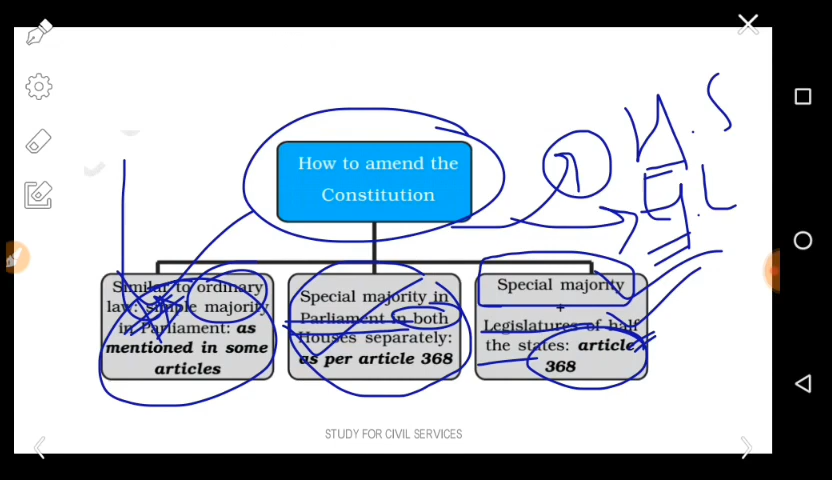 How to amend the
Constitution
Similar to ordinary
law: simple majority
in Parliament: as
mentioned in some
articles
Special majority in
Parliament in both
Houses separately:
as per article 368
Special majority
+
Legislatures of half
the states: article
368
STUDY FOR CIVIL SERVICES